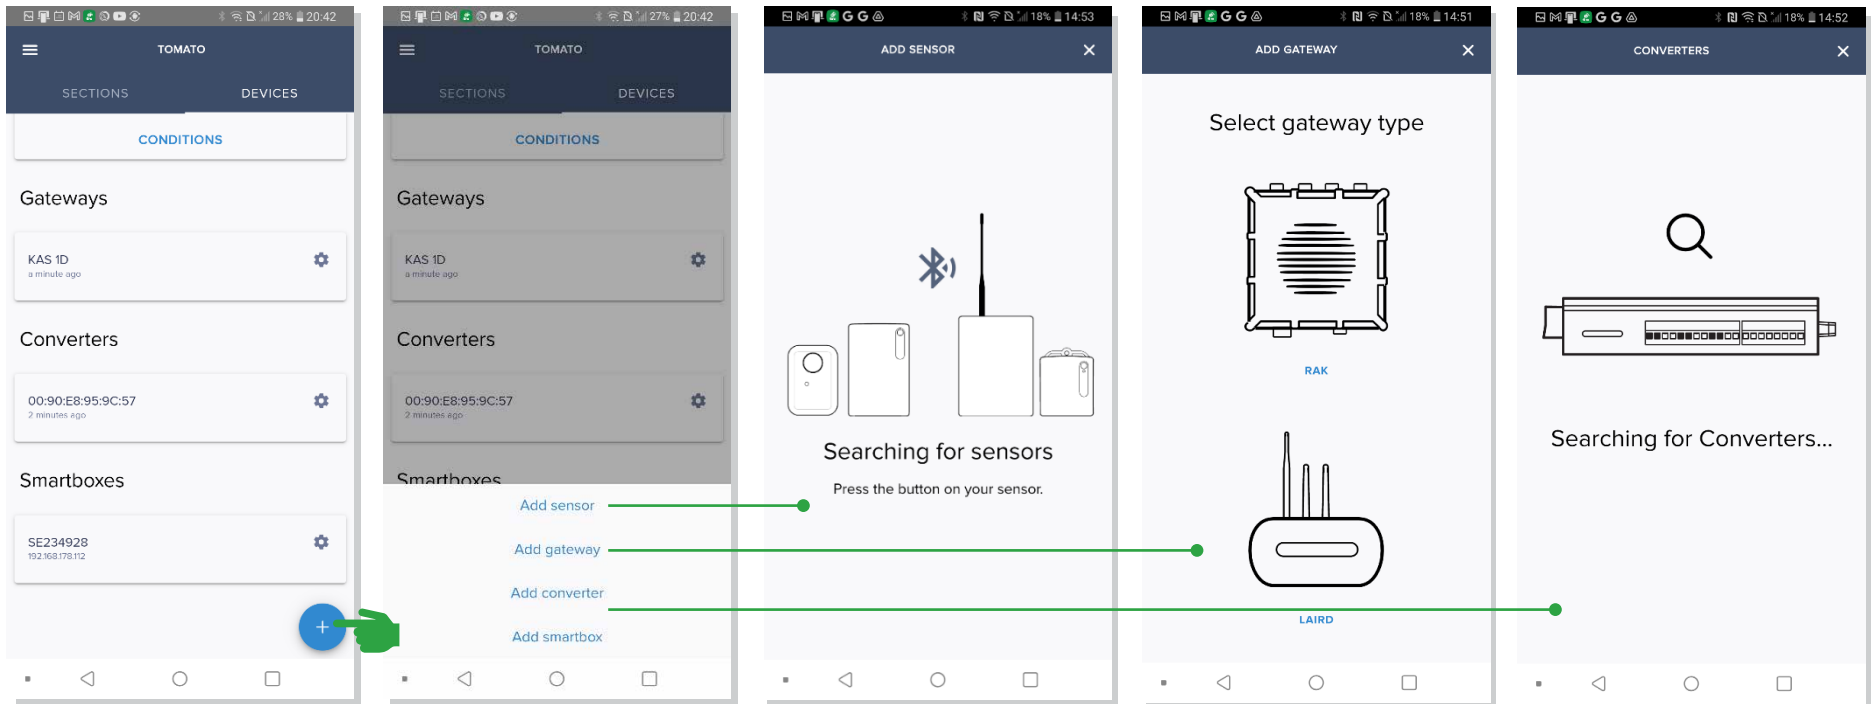 28% 20:42
TOMATO
SECTIONS DEVICES
CONDITIONS
Gateways
KAS 1D
a minute ago
Converters
00:90:E8:95:9C:57
2 minutes ago
Smartboxes
SE234928
192.168.178.112
+
27% 20:42
TOMATO
SECTIONS DEVICES
CONDITIONS
Gateways
KAS 1D
a minute ago
Converters
00:90:E8:95:9C:57
2 minutes ago
Smartboxes
Add sensor
Add gateway
Add converter
Add smartbox
G G 18% 14:53
ADD SENSOR
Searching for sensors
Press the button on your sensor.
G G 18% 14:51
ADD GATEWAY
Select gateway type
RAK
LAIRD
G G 18% 14:52
CONVERTERS
Searching for Converters...